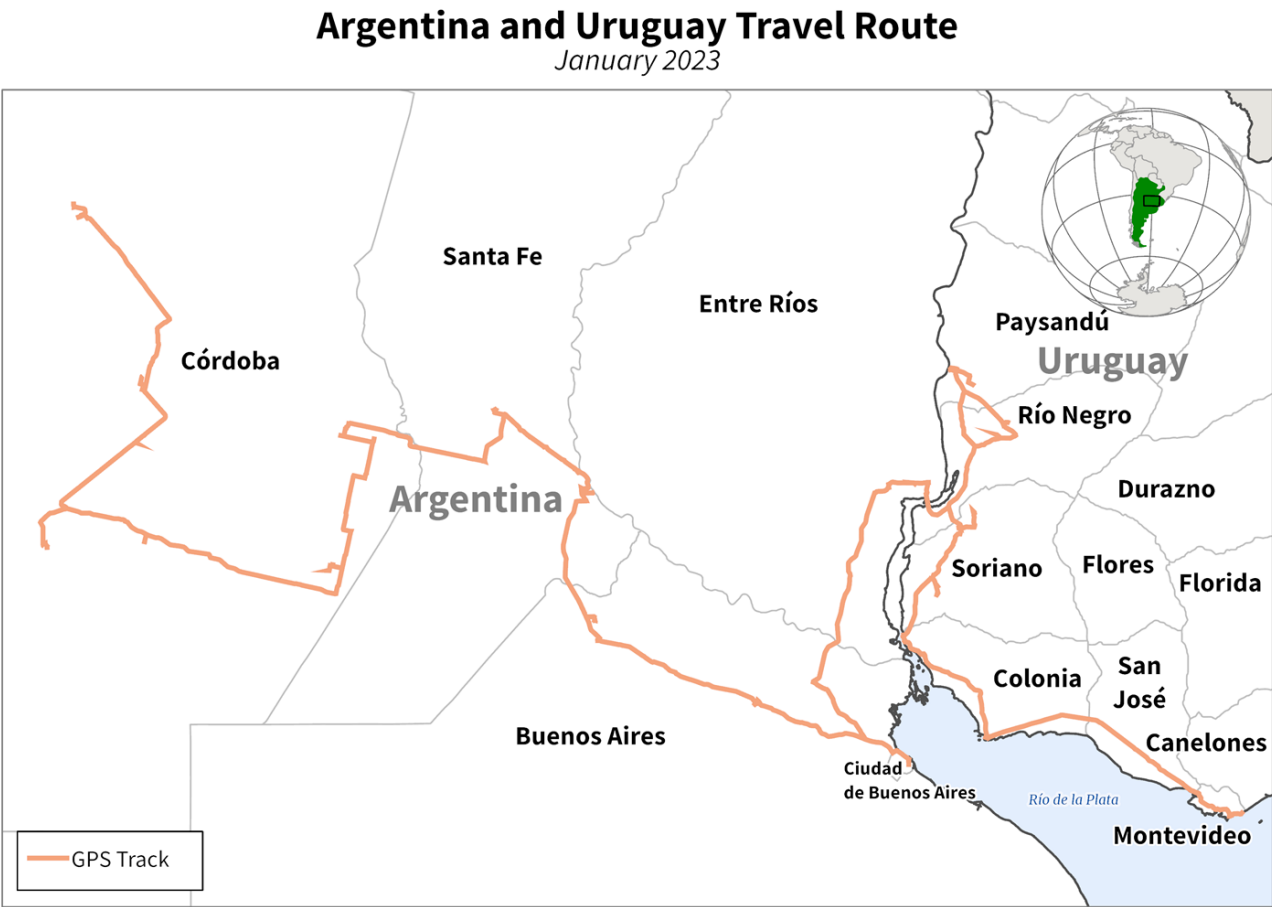 Argentina and Uruguay Travel Route
January 2023
Santa Fe
Entre Ríos
Paysandú
Uruguay
Córdoba
Río Negro
Argentina
Durazno
Soriano
Flores
Florida
Colonia
San
José
Buenos Aires
Canelones
Ciudad
de Buenos Aires
Río de la Plata
Montevideo
GPS Track